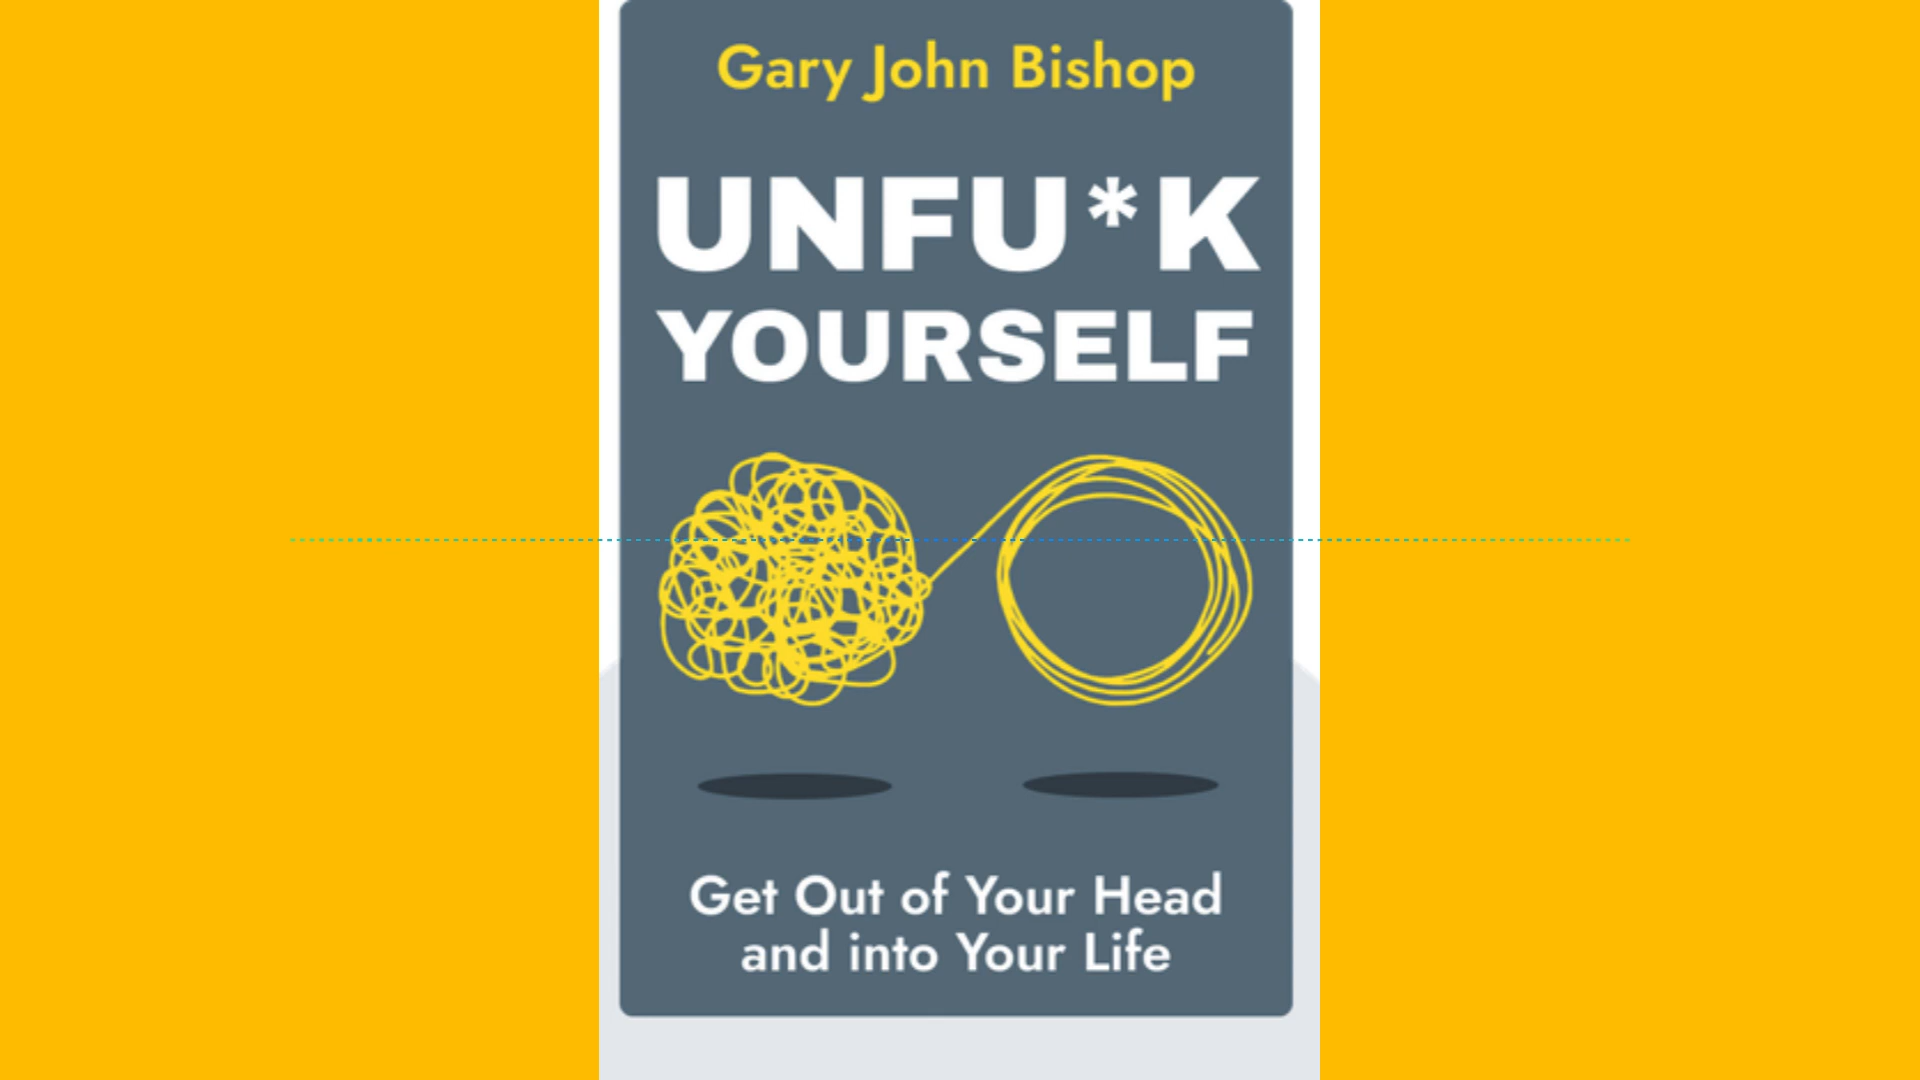 Gary John Bishop
UNFU*K
YOURSELF
Get Out of Your Head
and into Your Life